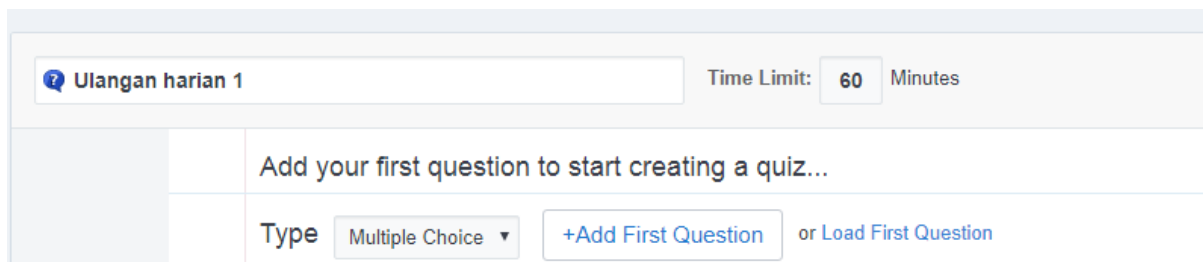 Ulangan harian 1 Time Limit: 60 Minutes
Add your first question to start creating a quiz...
Type Multiple Choice +Add First Question or Load First Question